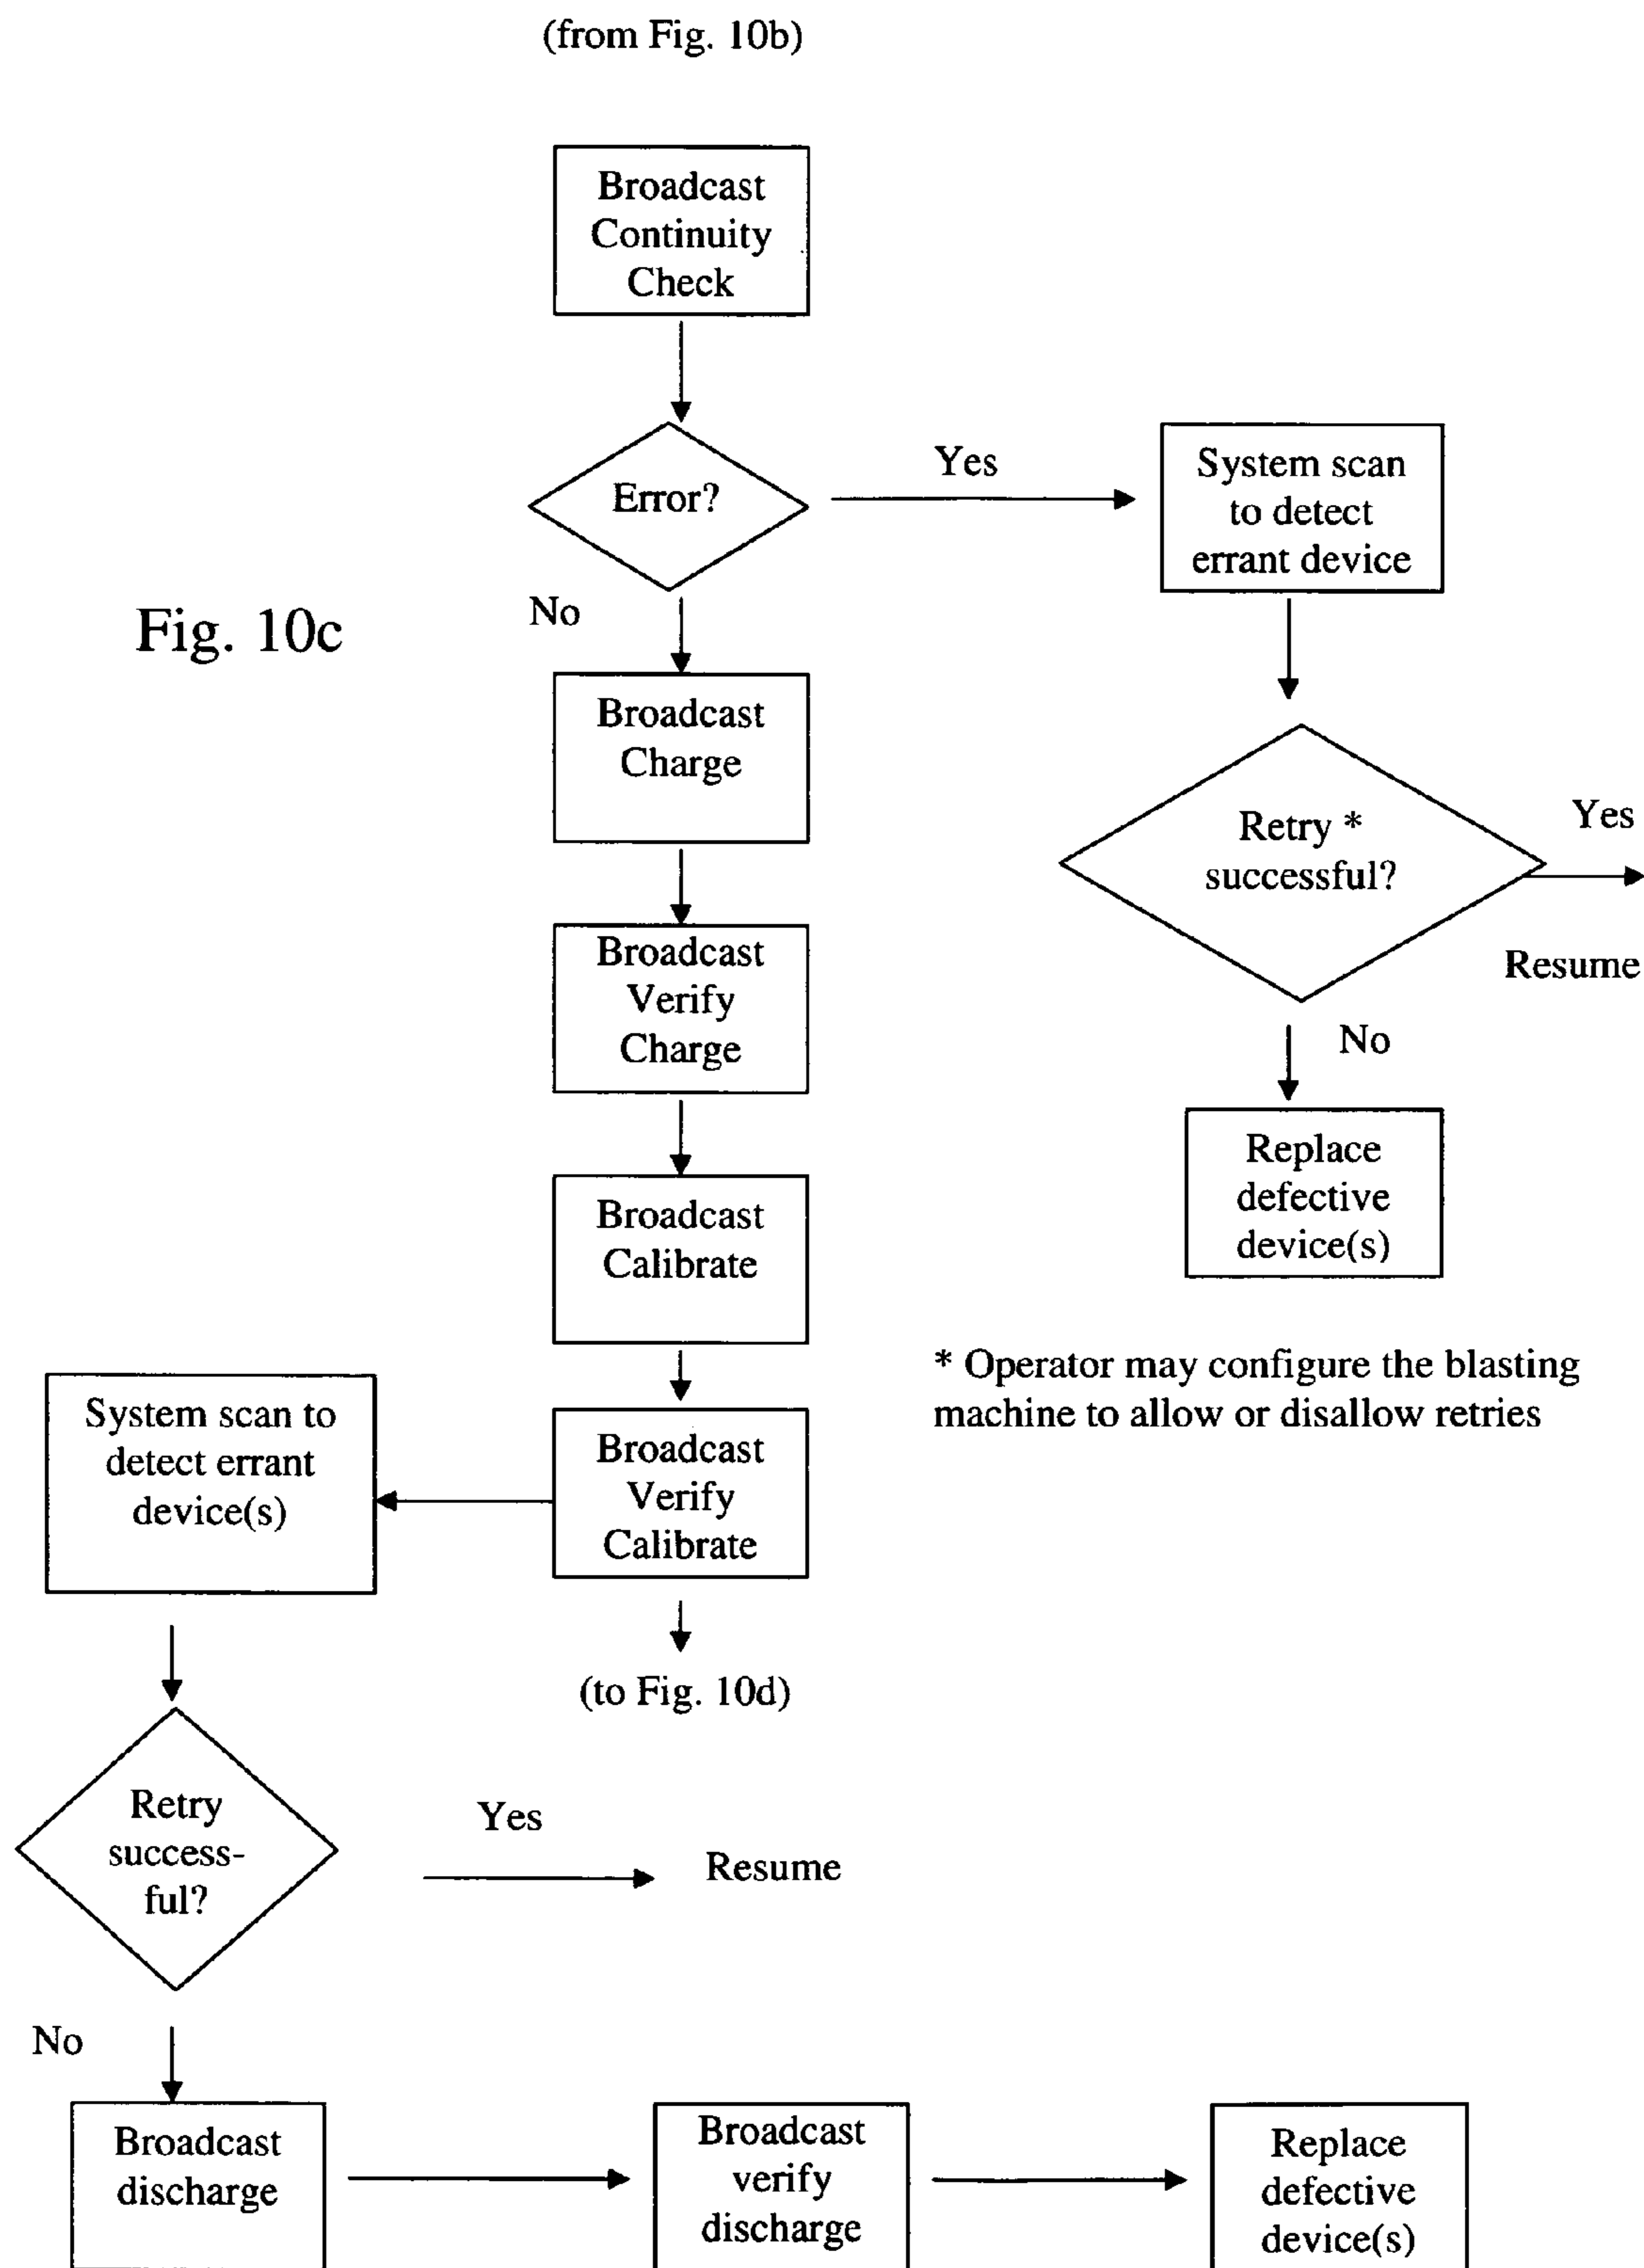 (from Fig. 10b)
Broadcast
Continuity
Check
Error?
Yes
System scan
to detect
errant device
No
Fig. 10c
Broadcast
Charge
Retry *
successful?
Yes
Resume
Broadcast
Verify
Charge
No
Replace
defective
device(s)
Broadcast
Calibrate
* Operator may configure the blasting
machine to allow or disallow retries
System scan to
detect errant
device(s)
Broadcast
Verify
Calibrate
(to Fig. 10d)
Retry
success-
ful?
Yes
Resume
No
Broadcast
discharge
Broadcast
verify
discharge
Replace
defective
device(s)